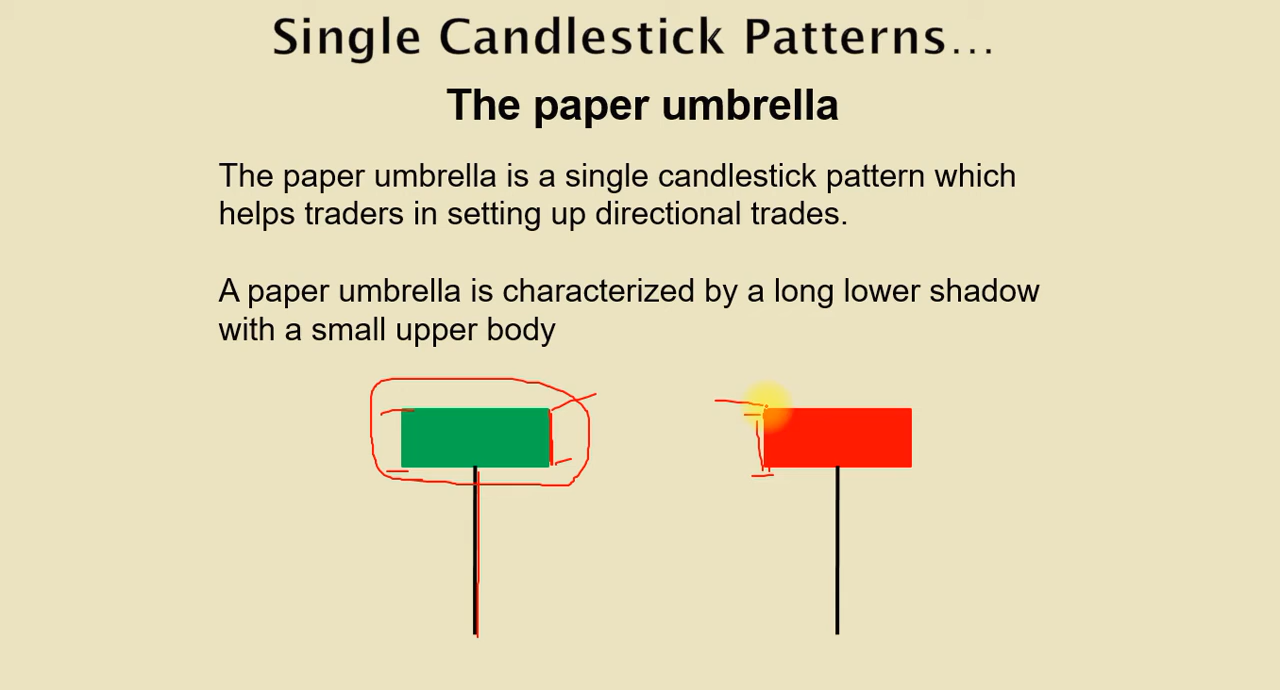 Single Candlestick Patterns...
The paper umbrella
The paper umbrella is a single candlestick pattern which
helps traders in setting up directional trades.
A paper umbrella is characterized by a long lower shadow
with a small upper body